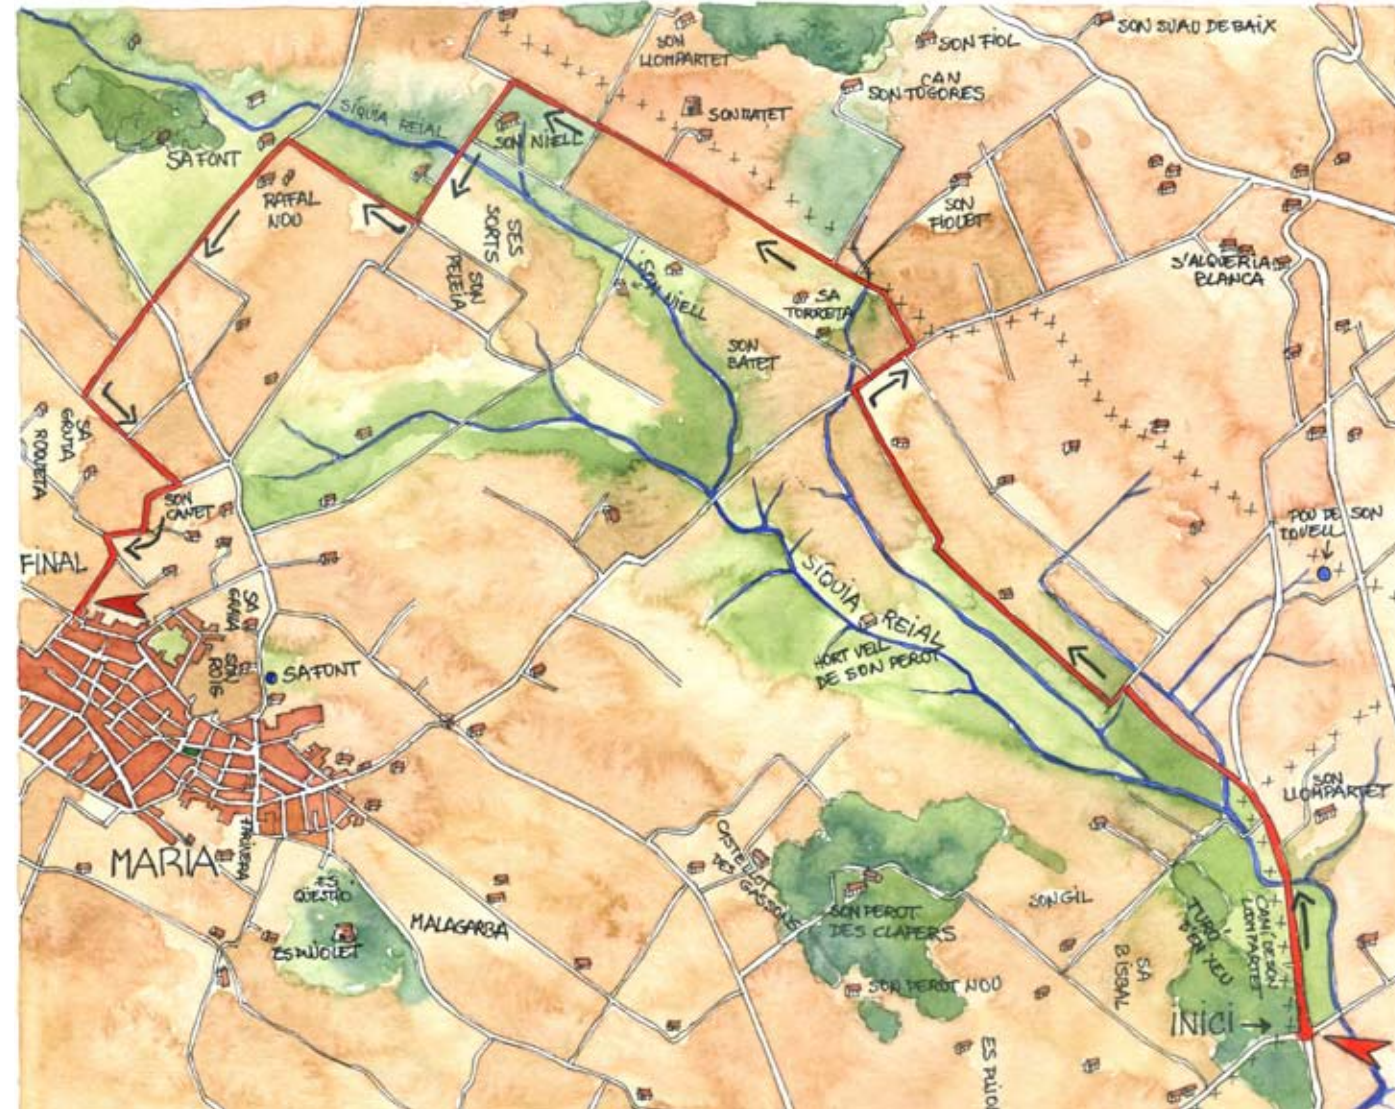 SON SUAU DE BAIX
SON FIOL
SON
LLOMPARTET
CAN
SON TOGORES
SON BATET
SÍQUIA REIAL
SON NIELL
SA FONT
RAFAL
NOU
SES
SORTS
SON
PELEIA
SON
FIOLET
S'ALQUERIA
BLANCA
SON NIELL
SA
TORRETA
SON
BATET
SA
GRUTA
ROQUETA
SON
CANET
POU DE SON
FINAL
SÍQUIA REIAL
HORT VELL
DE SON PEROT
SA
SON
ROIG
SA FONT
SON
LLOMPARTET
MARIA
ES
ES PUJOLET
MALAGARBA
CASTELLOT
DES GASSONS
SON PEROT
DES CLAPERS
SON PEROT NOU
SON GIL
SA
BISBAL
TURÓ
D'EN XEU
CAMÍ DE SON
LLOMPARTET
INICI